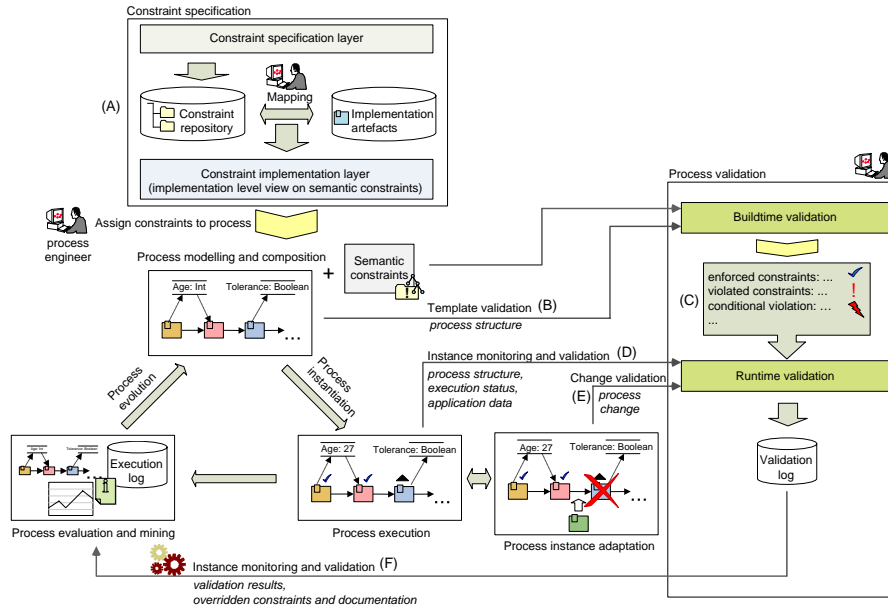 Constraint specification
Constraint specification layer
(A)
Mapping
Constraint
repository
Implementation
artefacts
Constraint implementation layer
(implementation level view on semantic constraints)
Process validation
Assign constraints to process
process
engineer
Buildtime validation
Process modelling and composition
Age: Int
Tolerance: Boolean
...
+
Semantic
constraints
!
Template validation (B)
process structure
(C)
enforced constraints: ...
violated constraints: ...
!
conditional violation: ...
...
Instance monitoring and validation (D)
process structure,
execution status,
application data
Change validation
(E)
process
change
Runtime validation
Process
evolution
Process
instantiation
Age: Int
Tolerance: Boolean
...
Execution
log
i
Process evaluation and mining
Age: 27
Tolerance: Boolean
...
Process execution
Age: 27
Tolerance: Boolean
...
Process instance adaptation
Validation
log
Instance monitoring and validation (F)
validation results,
overridden constraints and documentation